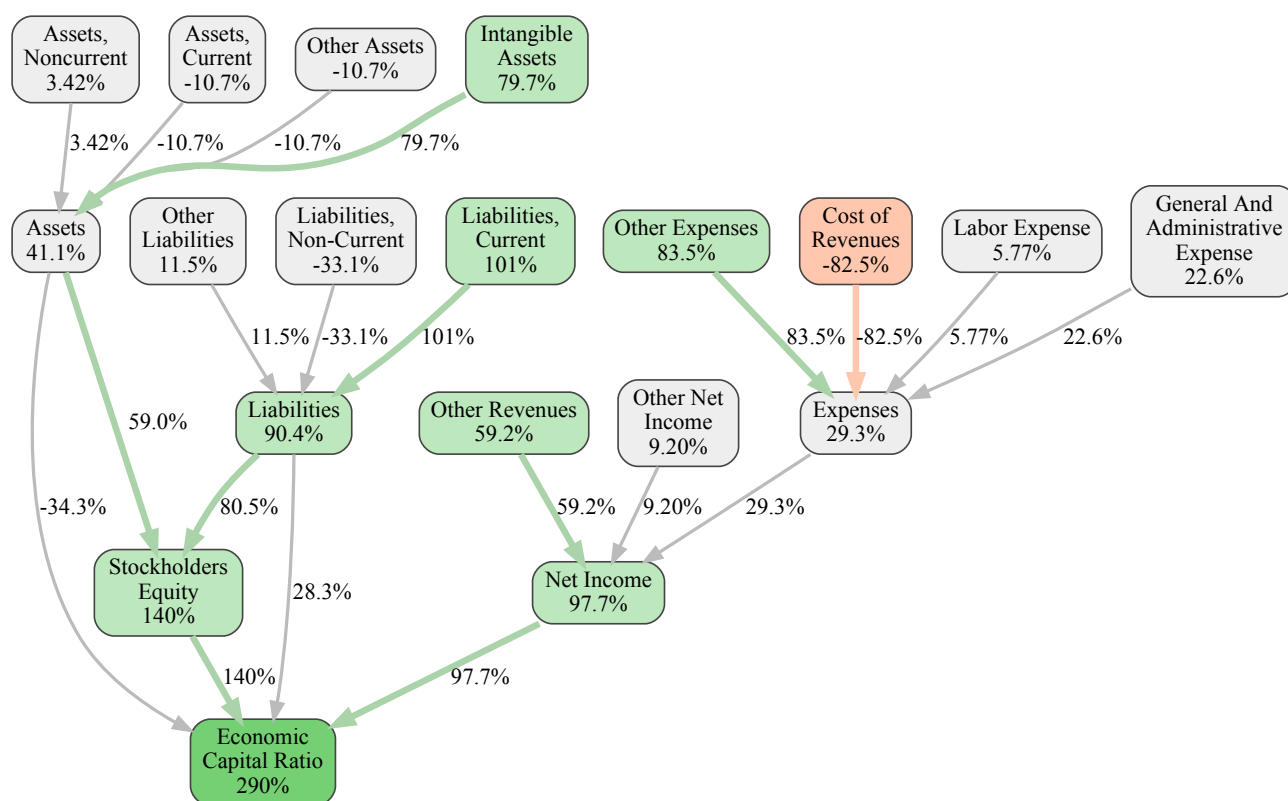 Assets,
Noncurrent
3.42%
Assets,
Current
-10.7%
Other Assets
-10.7%
Intangible
Assets
79.7%
3.42%
-10.7%
-10.7%
79.7%
Assets
41.1%
Other
Liabilities
11.5%
Liabilities,
Non-Current
-33.1%
Liabilities,
Current
101%
Other Expenses
83.5%
Cost of
Revenues
-82.5%
Labor Expense
5.77%
General And
Administrative
Expense
22.6%
11.5%
-33.1%
101%
83.5%
-82.5%
5.77%
22.6%
59.0%
Liabilities
90.4%
Other Revenues
59.2%
Other Net
Income
9.20%
Expenses
29.3%
-34.3%
80.5%
59.2%
9.20%
29.3%
Stockholders
Equity
140%
28.3%
Net Income
97.7%
140%
97.7%
Economic
Capital Ratio
290%